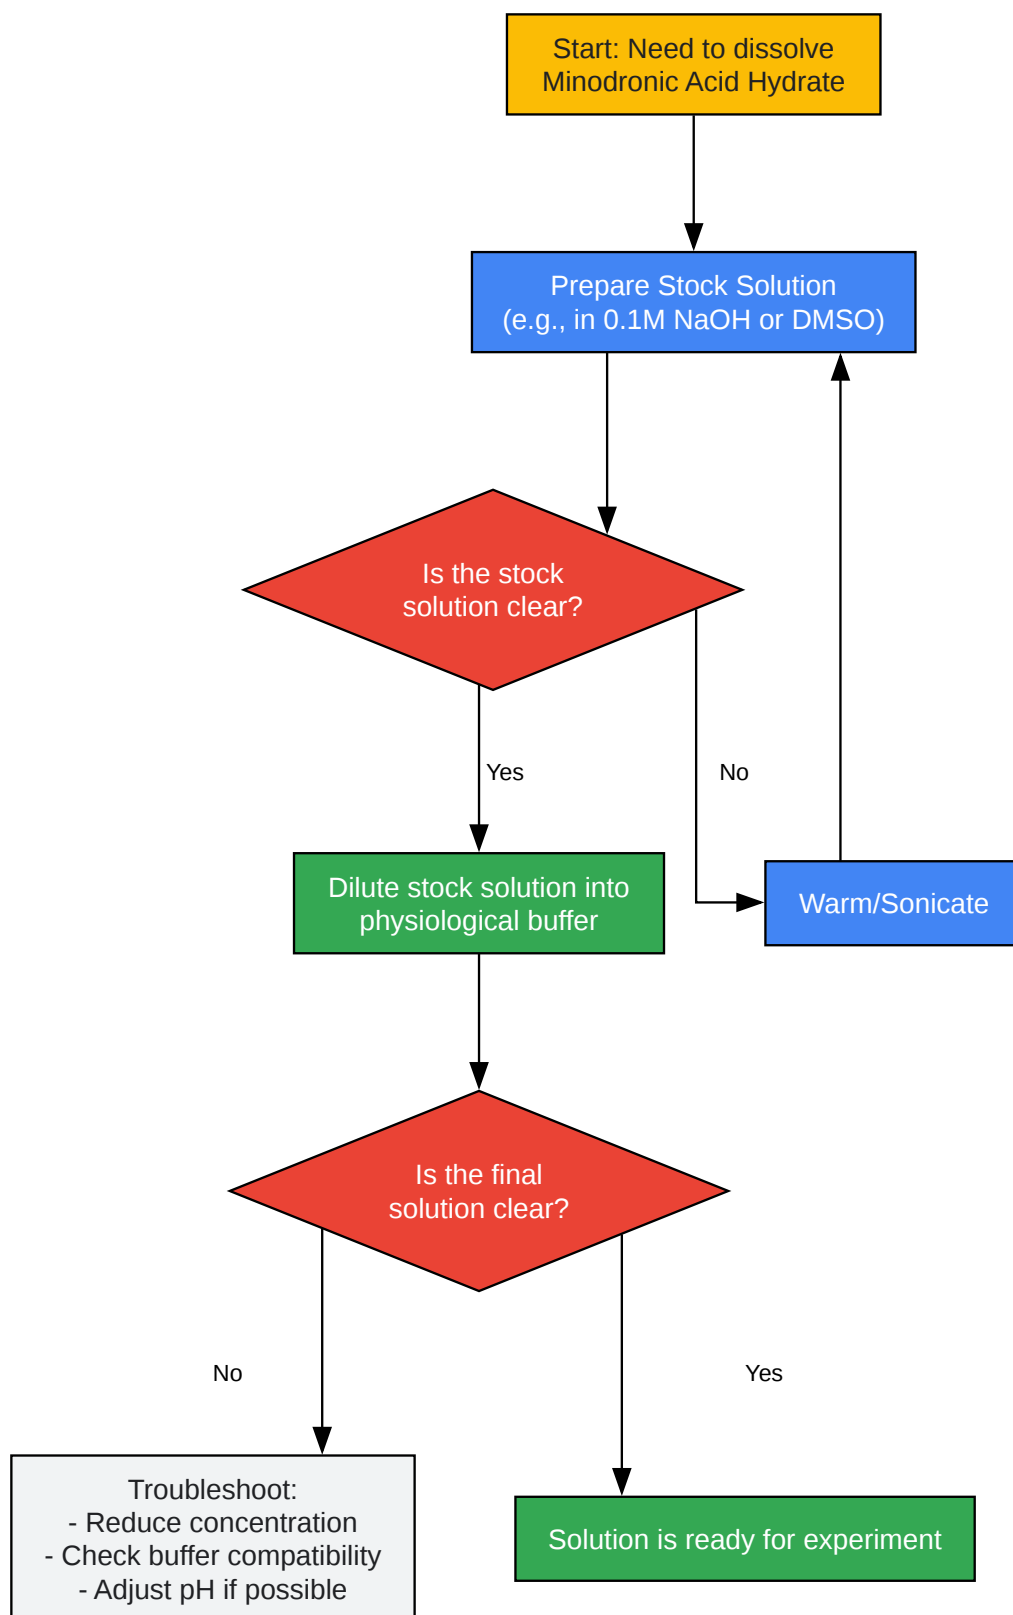 Start: Need to dissolve
Minodronic Acid Hydrate
Prepare Stock Solution
(e.g., in 0.1M NaOH or DMSO)
Is the stock
solution clear?
Yes
No
Dilute stock solution into
physiological buffer
Warm/Sonicate
Is the final
solution clear?
No
Yes
Troubleshoot:
- Reduce concentration
- Check buffer compatibility
- Adjust pH if possible
Solution is ready for experiment